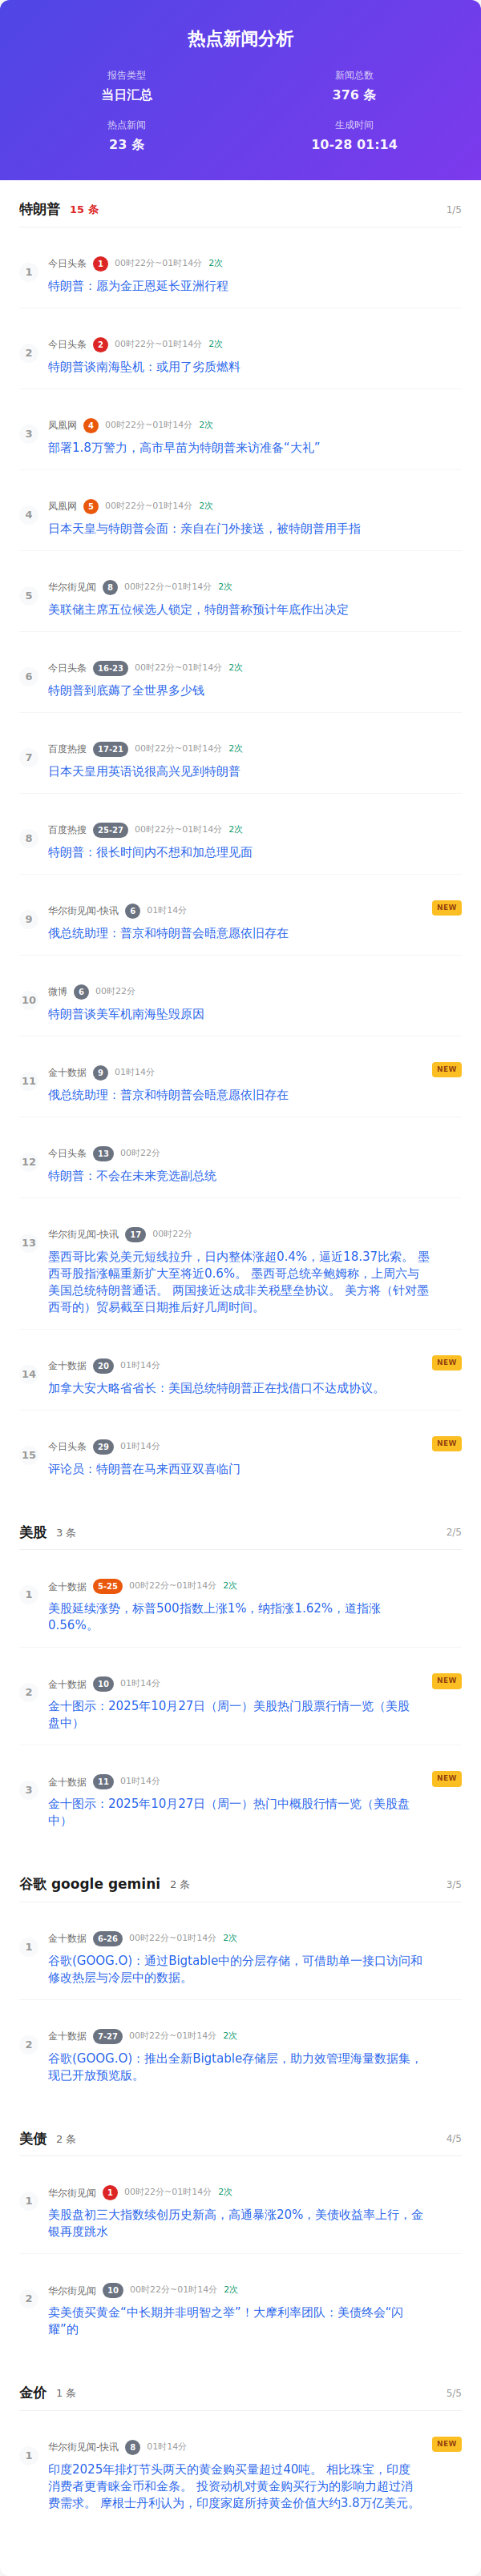 热点新闻分析
报告类型
新闻总数
当日汇总
376 条
热点新闻
生成时间
23 条
10-28 01:14
特朗普 15 条 1/5
1
今日头条 1 00时22分~01时14分 2次
特朗普：愿为金正恩延长亚洲行程
2
今日头条 2 00时22分~01时14分 2次
特朗普谈南海坠机：或用了劣质燃料
3
凤凰网 4 00时22分~01时14分 2次
部署1.8万警力，高市早苗为特朗普来访准备“大礼”
4
凤凰网 5 00时22分~01时14分 2次
日本天皇与特朗普会面：亲自在门外接送，被特朗普用手指
5
华尔街见闻 8 00时22分~01时14分 2次
美联储主席五位候选人锁定，特朗普称预计年底作出决定
6
今日头条 16-23 00时22分~01时14分 2次
特朗普到底薅了全世界多少钱
7
百度热搜 17-21 00时22分~01时14分 2次
日本天皇用英语说很高兴见到特朗普
8
百度热搜 25-27 00时22分~01时14分 2次
特朗普：很长时间内不想和加总理见面
9
华尔街见闻-快讯 6 01时14分 NEW
俄总统助理：普京和特朗普会晤意愿依旧存在
10
微博 6 00时22分
特朗普谈美军机南海坠毁原因
11
金十数据 9 01时14分 NEW
俄总统助理：普京和特朗普会晤意愿依旧存在
12
今日头条 13 00时22分
特朗普：不会在未来竞选副总统
13
华尔街见闻-快讯 17 00时22分
墨西哥比索兑美元短线拉升，日内整体涨超0.4%，逼近18.37比索。 墨
西哥股指涨幅重新扩大至将近0.6%。 墨西哥总统辛鲍姆称，上周六与
美国总统特朗普通话。 两国接近达成非关税壁垒协议。 美方将（针对墨
西哥的）贸易截至日期推后好几周时间。
14
金十数据 20 01时14分 NEW
加拿大安大略省省长：美国总统特朗普正在找借口不达成协议。
15
今日头条 29 01时14分 NEW
评论员：特朗普在马来西亚双喜临门
美股 3 条 2/5
1
金十数据 5-25 00时22分~01时14分 2次
美股延续涨势，标普500指数上涨1%，纳指涨1.62%，道指涨
0.56%。
2
金十数据 10 01时14分 NEW
金十图示：2025年10月27日（周一）美股热门股票行情一览（美股
盘中）
3
金十数据 11 01时14分 NEW
金十图示：2025年10月27日（周一）热门中概股行情一览（美股盘
中）
谷歌 google gemini 2 条 3/5
1
金十数据 6-26 00时22分~01时14分 2次
谷歌(GOOG.O)：通过Bigtable中的分层存储，可借助单一接口访问和
修改热层与冷层中的数据。
2
金十数据 7-27 00时22分~01时14分 2次
谷歌(GOOG.O)：推出全新Bigtable存储层，助力效管理海量数据集，
现已开放预览版。
美债 2 条 4/5
1
华尔街见闻 1 00时22分~01时14分 2次
美股盘初三大指数续创历史新高，高通暴涨20%，美债收益率上行，金
银再度跳水
2
华尔街见闻 10 00时22分~01时14分 2次
卖美债买黄金“中长期并非明智之举”！大摩利率团队：美债终会“闪
耀”的
金价 1 条 5/5
1
华尔街见闻-快讯 8 01时14分 NEW
印度2025年排灯节头两天的黄金购买量超过40吨。 相比珠宝，印度
消费者更青睐金币和金条。 投资动机对黄金购买行为的影响力超过消
费需求。 摩根士丹利认为，印度家庭所持黄金价值大约3.8万亿美元。